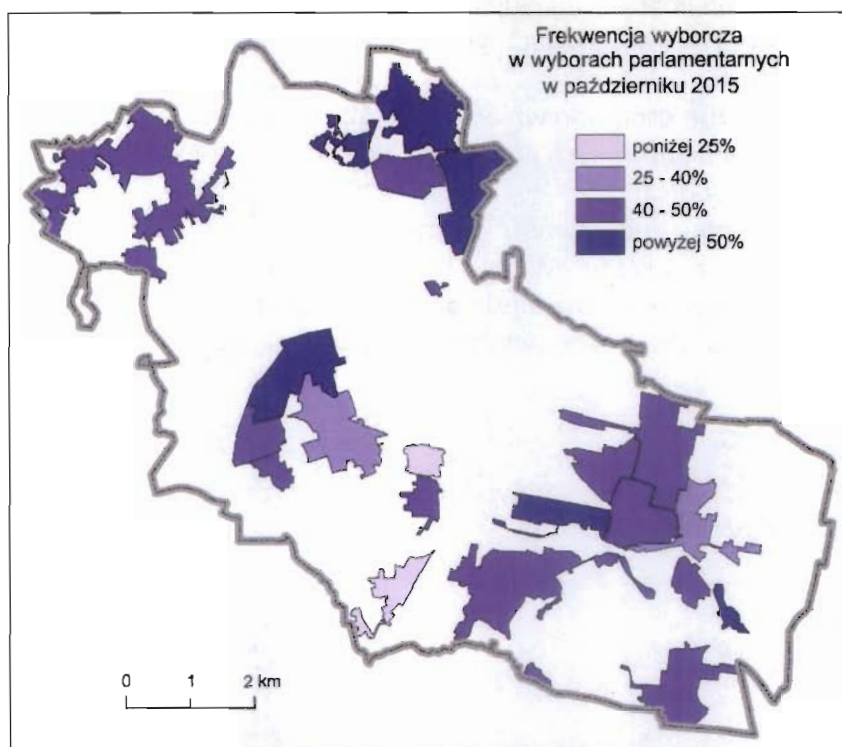 Frekwencja wyborcza
w wyborach parlamentarnych
w październiku 2015
poniżej 25%
25 - 40%
40 - 50%
powyżej 50%
0 1 2 km